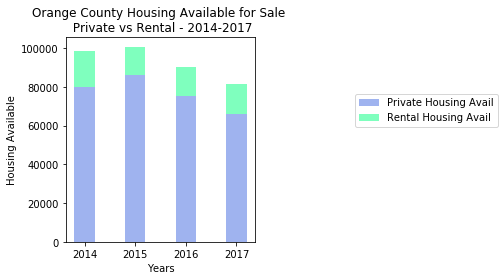 Orange County Housing Available for Sale
Private vs Rental - 2014-2017
100000
80000
60000
40000
20000
0
Housing Available
2014 2015 2016 2017
Years
Private Housing Avail
Rental Housing Avail